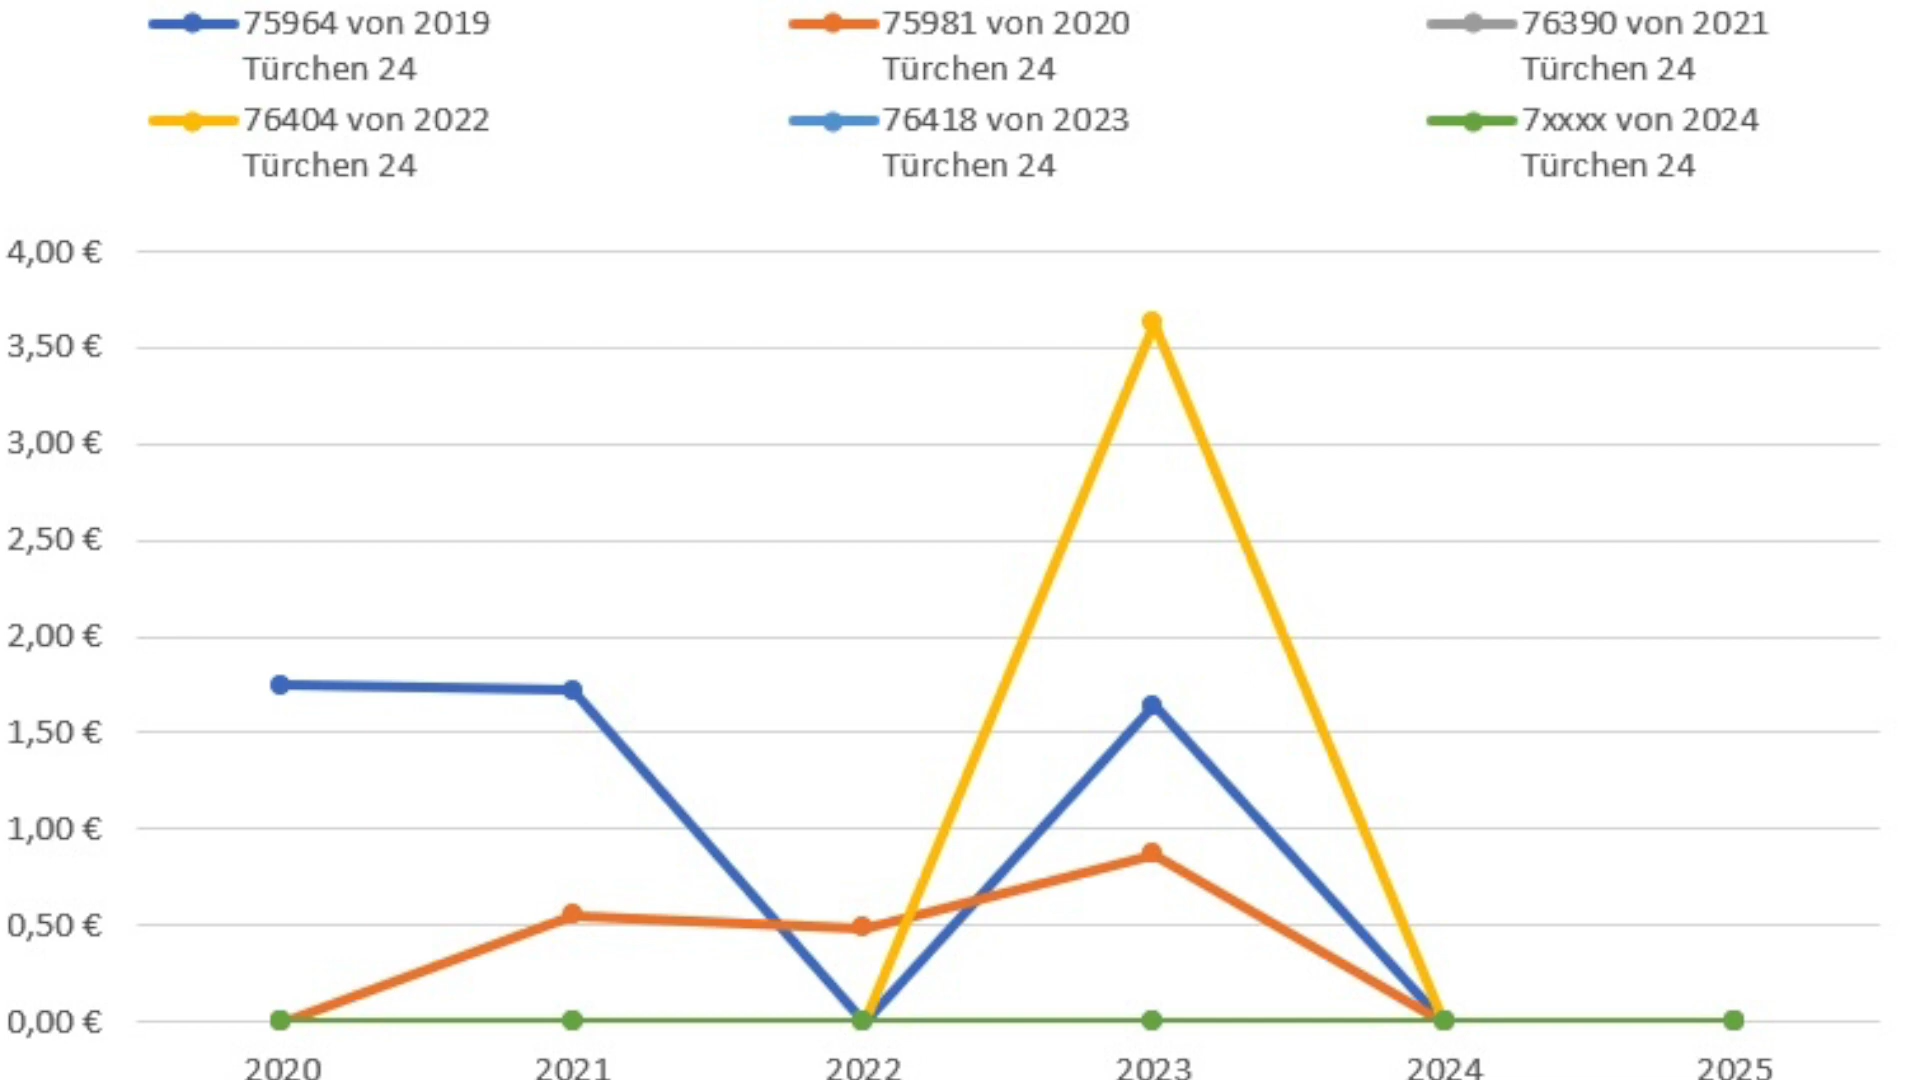 75964 von 2019
Türchen 24
75981 von 2020
Türchen 24
76390 von 2021
Türchen 24
76404 von 2022
Türchen 24
76418 von 2023
Türchen 24
7xxxx von 2024
Türchen 24
4,00 €
3,50 €
3,00 €
2,50 €
2,00 €
1,50 €
1,00 €
0,50 €
0,00 €
2020 2021 2022 2023 2024 2025